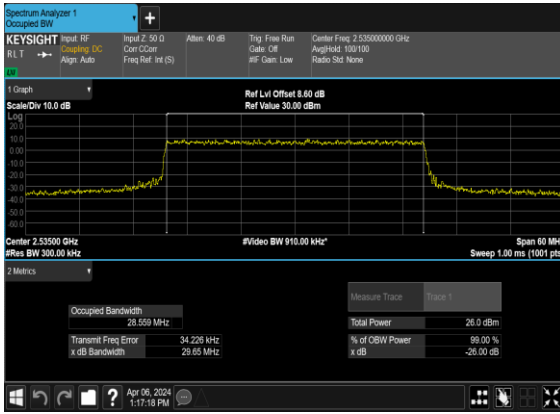 Spectrum Analyzer 1
Occupied BW
KEYSIGHT Input: RF Input Z: 50 Ω Atten: 40 dB Trig: Free Run Center Freq: 2.535000000 GHz
RLT Coupling: DC Corr CCorr Gate: Off Avg|Hold: 100/100
Align: Auto Freq Ref: Int (S) #IF Gain: Low Radio Std: None
1 Graph Ref Lvl Offset 8.60 dB
Scale/Div 10.0 dB Ref Value 30.00 dBm
Log
20.0
10.0
0.00
-10.0
-20.0
-30.0
-40.0
-50.0
-60.0
Center 2.53500 GHz #Video BW 910.00 kHz* Span 60 MH
#Res BW 300.00 kHz Sweep 1.00 ms (1001 pts
2 Metrics
Measure Trace Trace 1
Occupied Bandwidth
28.559 MHz Total Power 26.0 dBm
Transmit Freq Error 34.226 kHz % of OBW Power 99.00 %
x dB Bandwidth 29.65 MHz x dB -26.00 dB
? Apr 06, 2024
1:17:18 PM